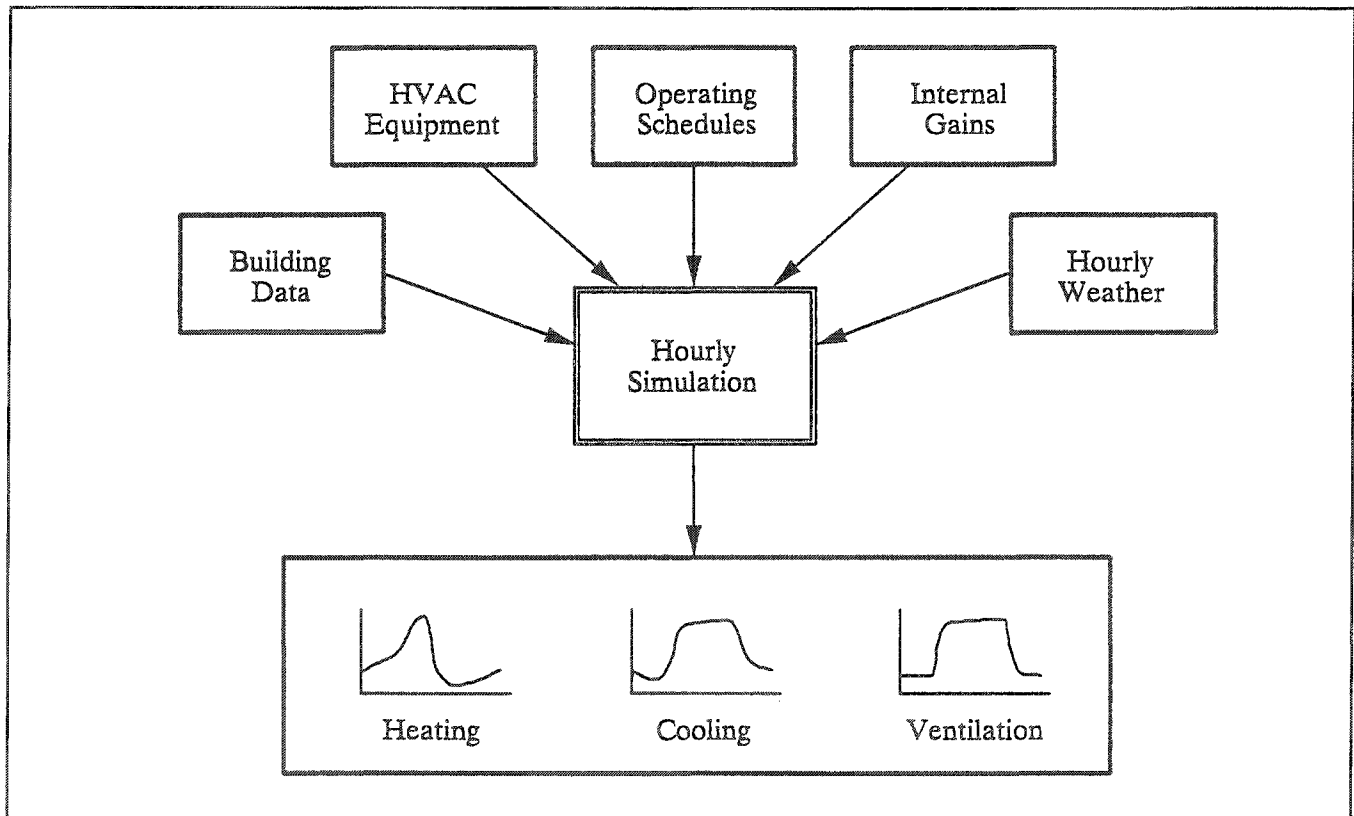 HVAC
Equipment
Operating
Schedules
Internal
Gains
Building
Data
Hourly
Weather
Hourly
Simulation
Heating
Cooling
Ventilation